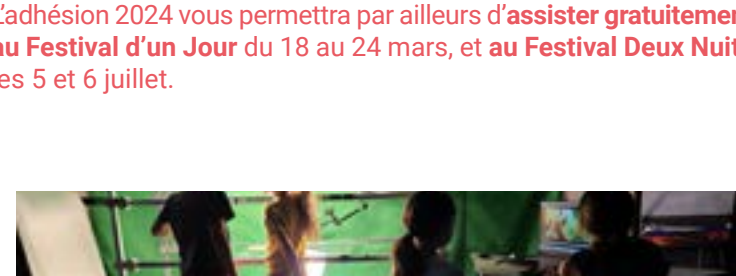 L’adhésion 2024 vous permettra par ailleurs d’assister gratuitemen
au Festival d’un Jour du 18 au 24 mars, et au Festival Deux Nuit
les 5 et 6 juillet.